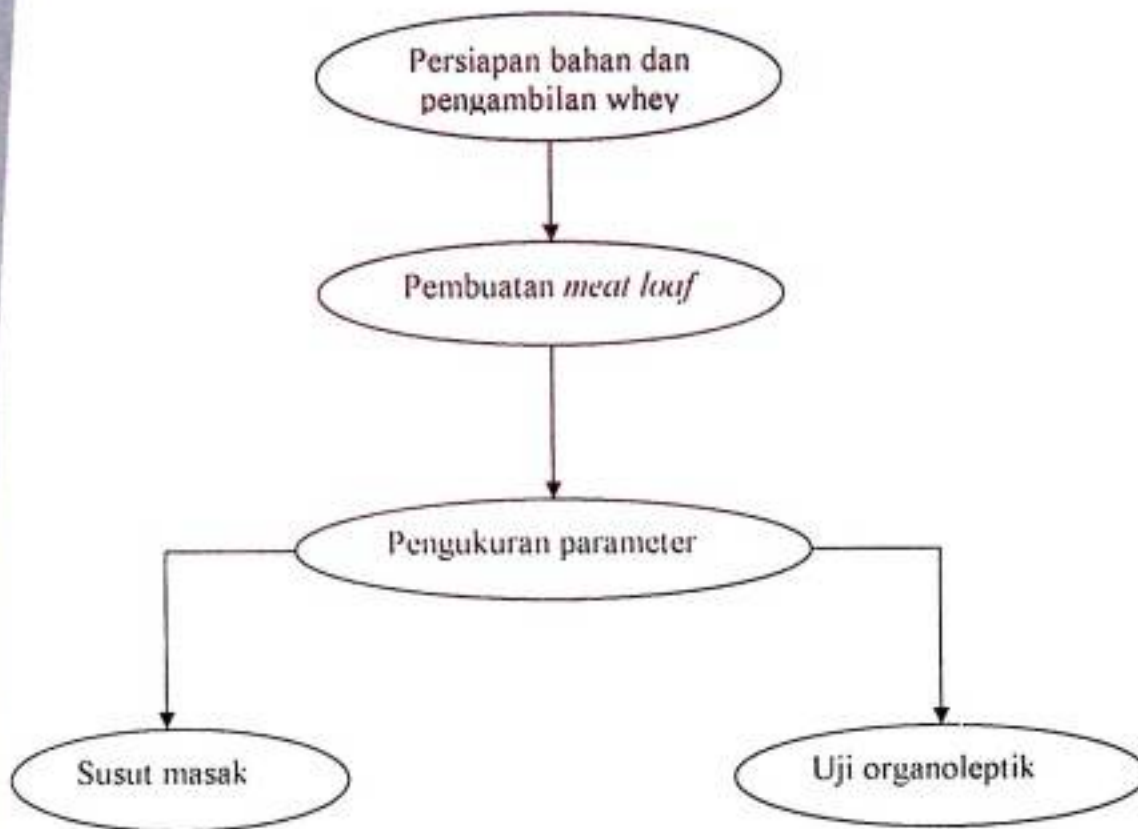 Persiapan bahan dan
pengambilan whey
Pembuatan meat loaf
Pengukuran parameter
Susut masak
Uji organoleptik